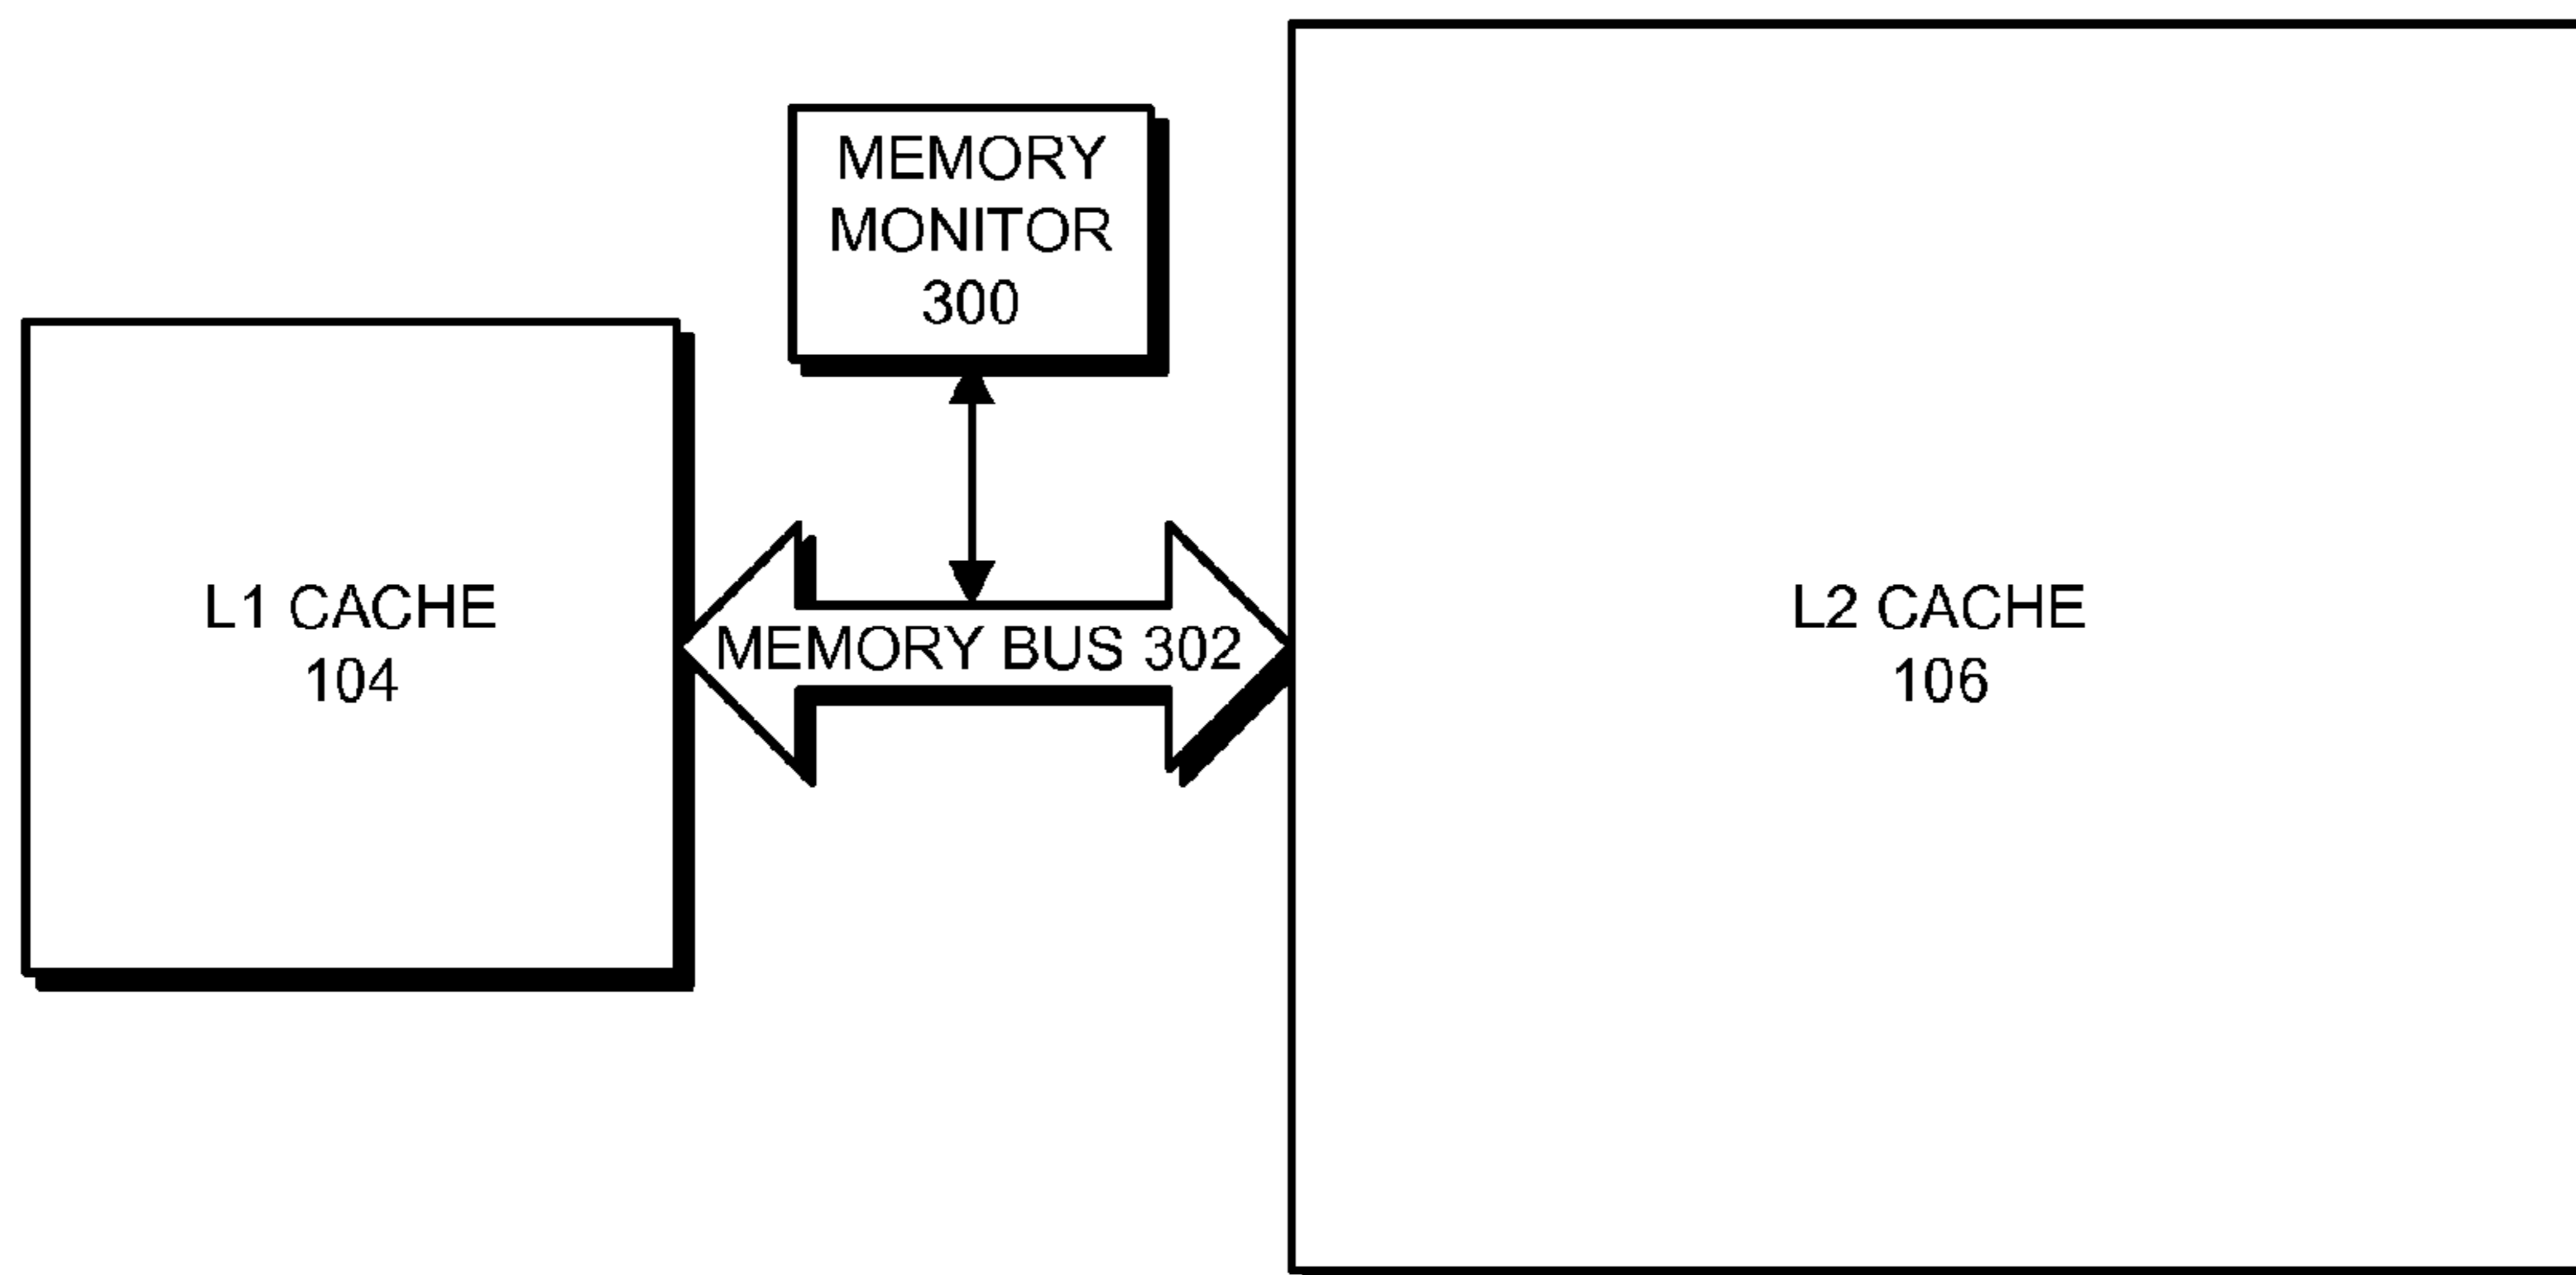 MEMORY
MONITOR
300
L1 CACHE
104
MEMORY BUS 302
L2 CACHE
106